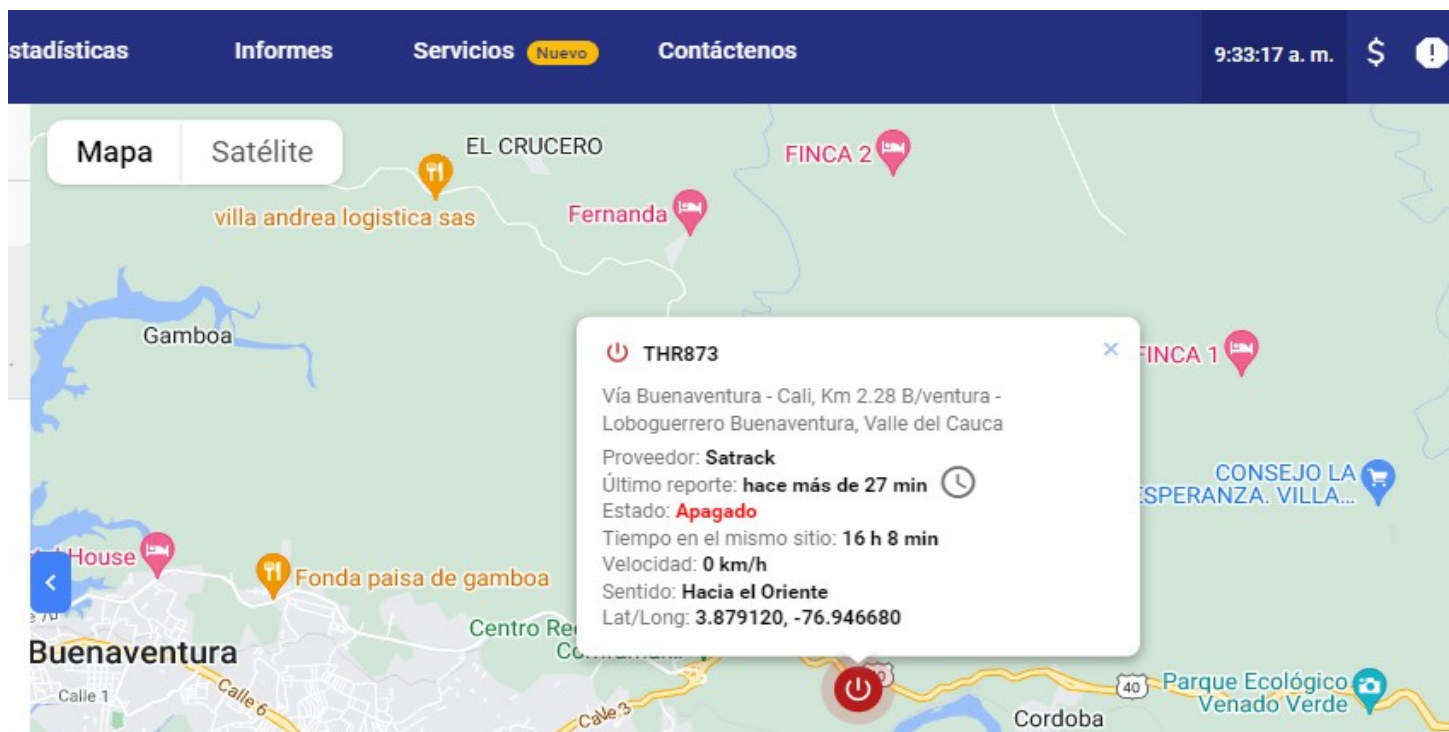 stadísticas Informes Servicios Nuevo Contáctenos 9:33:17 a. m. $ !
Mapa Satélite
EL CRUCERO
FINCA 2
villa andrea logistica sas
Fernanda
Gamboa
THR873
FINCA 1
Vía Buenaventura - Cali, Km 2.28 B/ventura -
Loboguerrero Buenaventura, Valle del Cauca
Proveedor: Satrack
Último reporte: hace más de 27 min
Estado: Apagado
Tiempo en el mismo sitio: 16 h 8 min
Velocidad: 0 km/h
Sentido: Hacia el Oriente
Lat/Long: 3.879120, -76.946680
CONSEJO LA
ESPERANZA. VILLA...
House
Fonda paisa de gamboa
Centro
Buenaventura
Calle 1
Calle 6
Calle 3
40
Parque Ecológico
Venado Verde
Cordoba